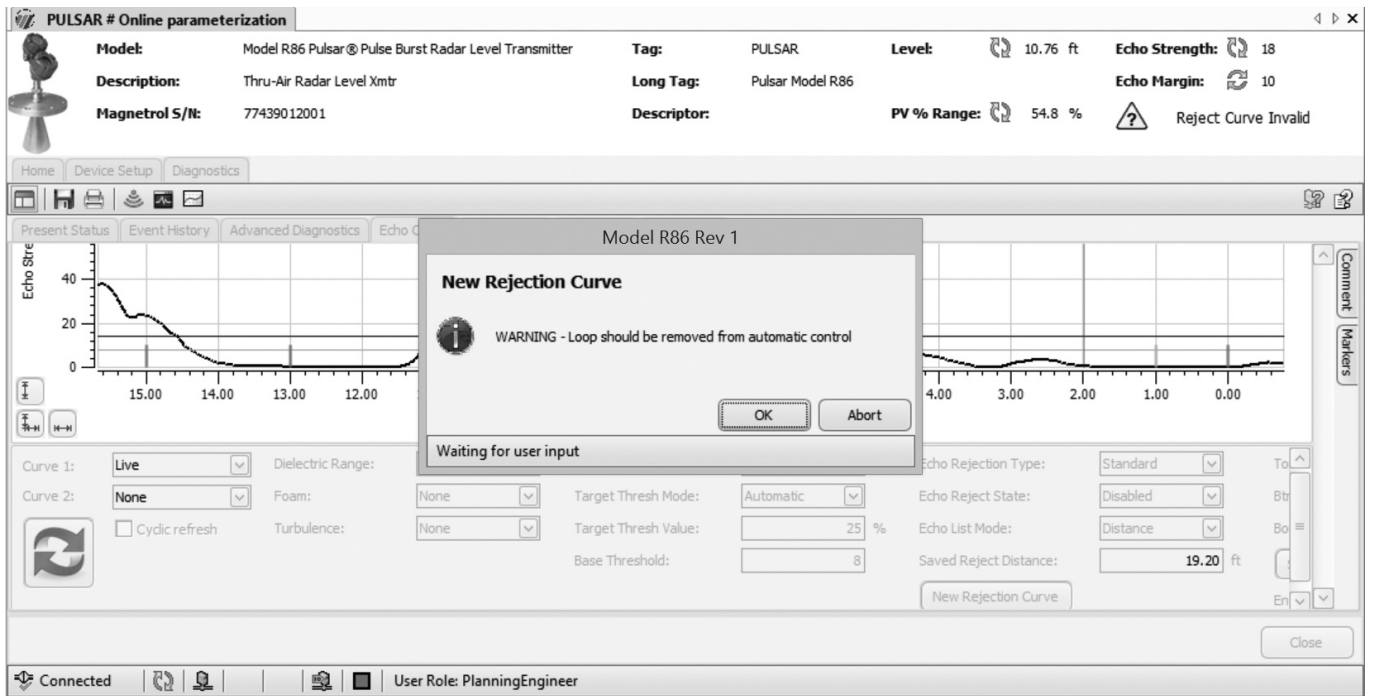 PULSAR # Online parameterization
Model: Model R86 Pulsar® Pulse Burst Radar Level Transmitter Tag: PULSAR Level: 10.76 ft Echo Strength: 18
Description: Thru-Air Radar Level Xmtr Long Tag: Pulsar Model R86 Echo Margin: 10
Magnetrol S/N: 77439012001 Descriptor: PV % Range: 54.8 % Reject Curve Invalid
Home Device Setup Diagnostics
Present Status Event History Advanced Diagnostics Echo C
Model R86 Rev 1
New Rejection Curve
WARNING - Loop should be removed from automatic control
OK Abort
Waiting for user input
Echo Stre
40
20
0
15.00 14.00 13.00 12.00 4.00 3.00 2.00 1.00 0.00
Comment
Markers
Curve 1: Live Dielectric Range: Echo Rejection Type: Standard To
Curve 2: None Foam: None Target Thresh Mode: Automatic Echo Reject State: Disabled Btr
Cyclic refresh Turbulence: None Target Thresh Value: 25 % Echo List Mode: Distance Bo
Base Threshold: 8 Saved Reject Distance: 19.20 ft
New Rejection Curve En
Close
Connected User Role: PlanningEngineer